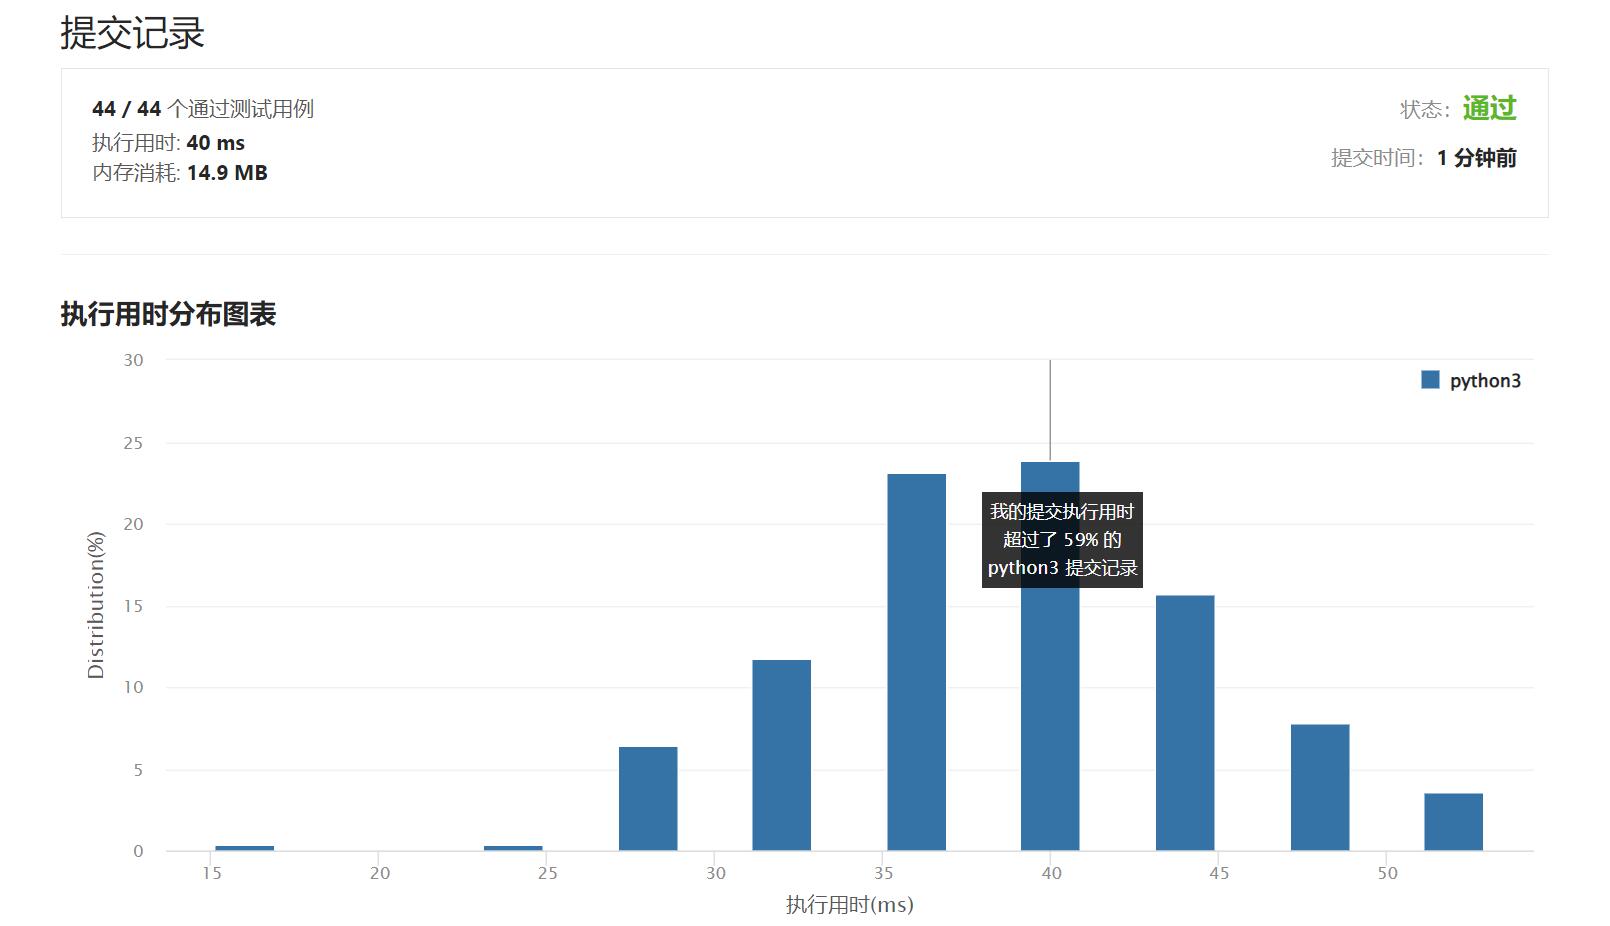 提交记录
44 / 44 个通过测试用例
状态：通过
执行用时: 40 ms
提交时间：1 分钟前
内存消耗: 14.9 MB
执行用时分布图表
30
python3
25
我的提交执行用时
超过了 59% 的
python3 提交记录
20
15
10
5
0
Distribution(%)
15 20 25 30 35 40 45 50
执行用时(ms)